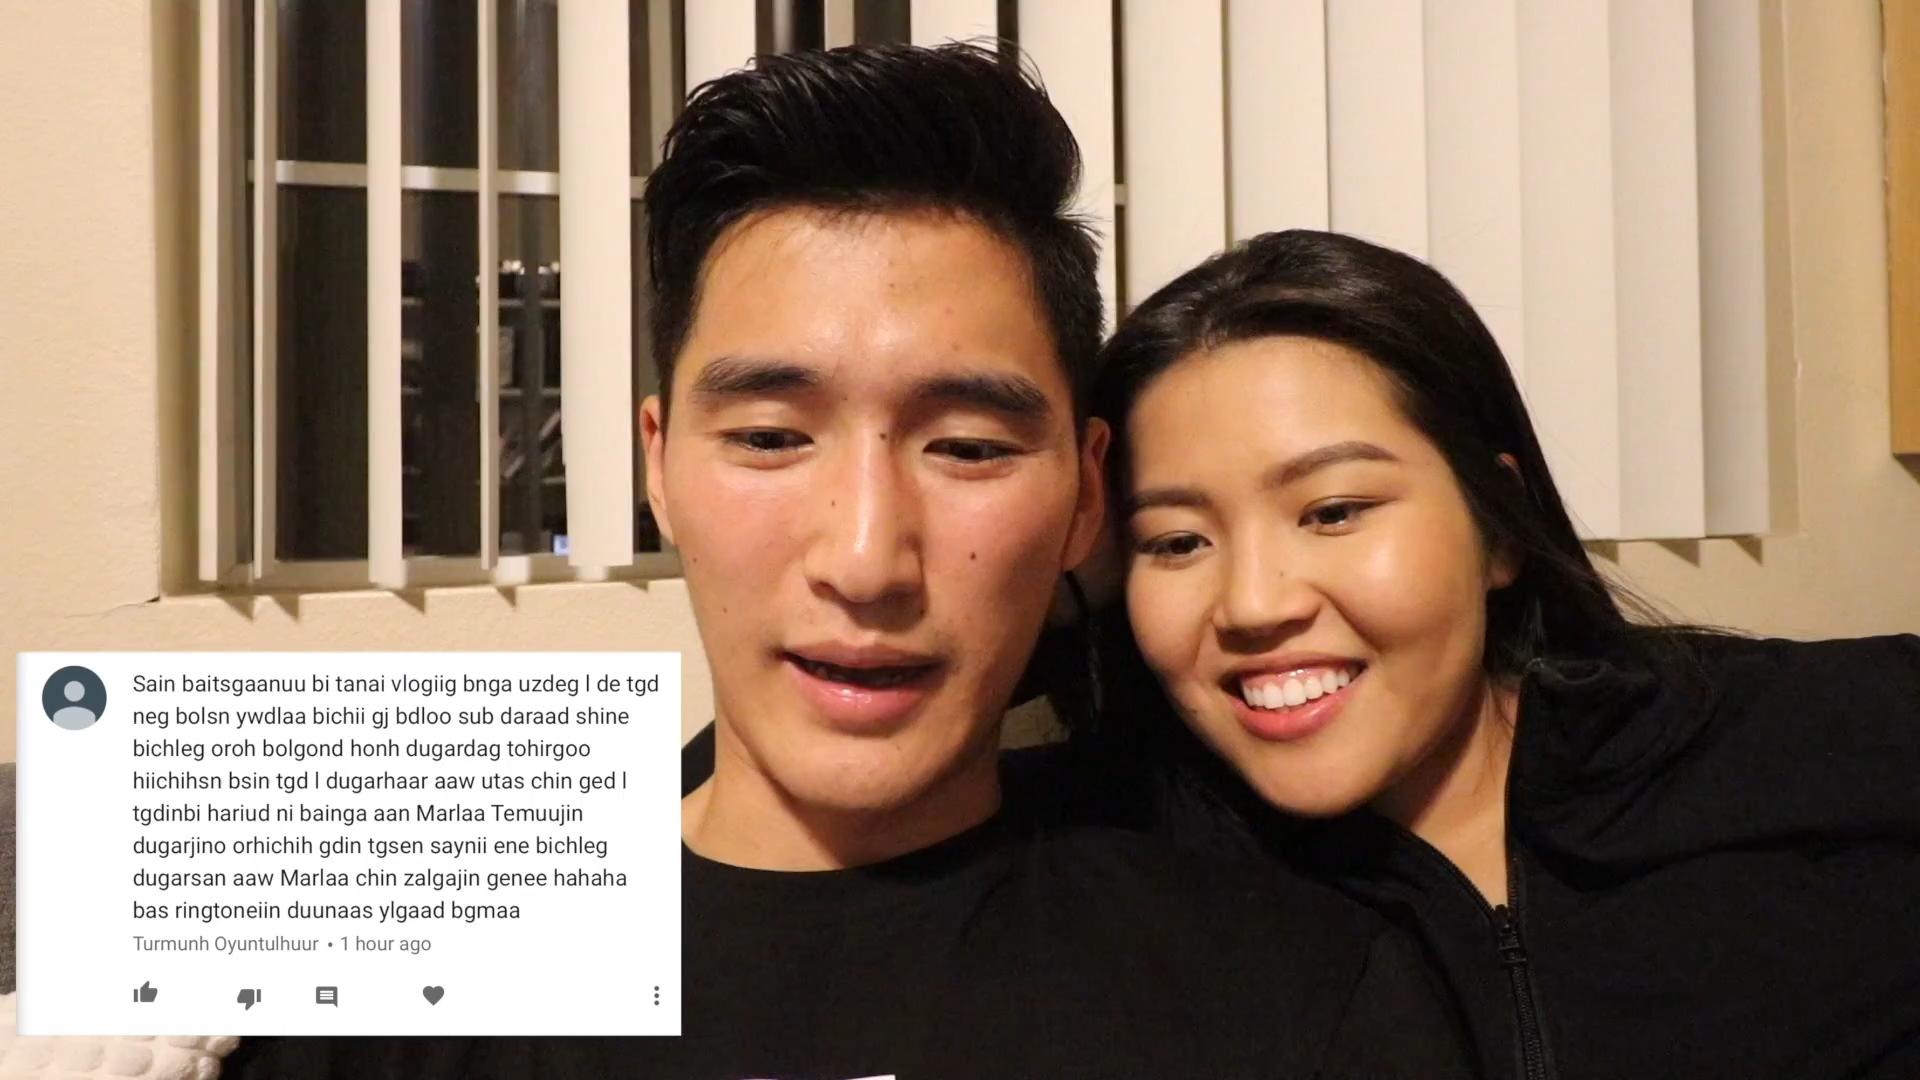 Sain baitsgaanuu bi tanai vlogiig bnga uzdeg l de tgd
neg bolsn ywdlaa bichii gj bdloo sub daraad shine
bichleg oroh bolgond honh dugardag tohirgoo
hiichihsn bsin tgd l dugarhaar aaw utas chin ged l
tgdinbi hariud ni bainga aan Marlaa Temuujin
dugarjino orhichih gdin tgsen saynii ene bichleg
dugarsan aaw Marlaa chin zalgajin genee hahaha
bas ringtoneiin duunaas ylgaad bgmaa
Turmunh Oyuntulhuur • 1 hour ago